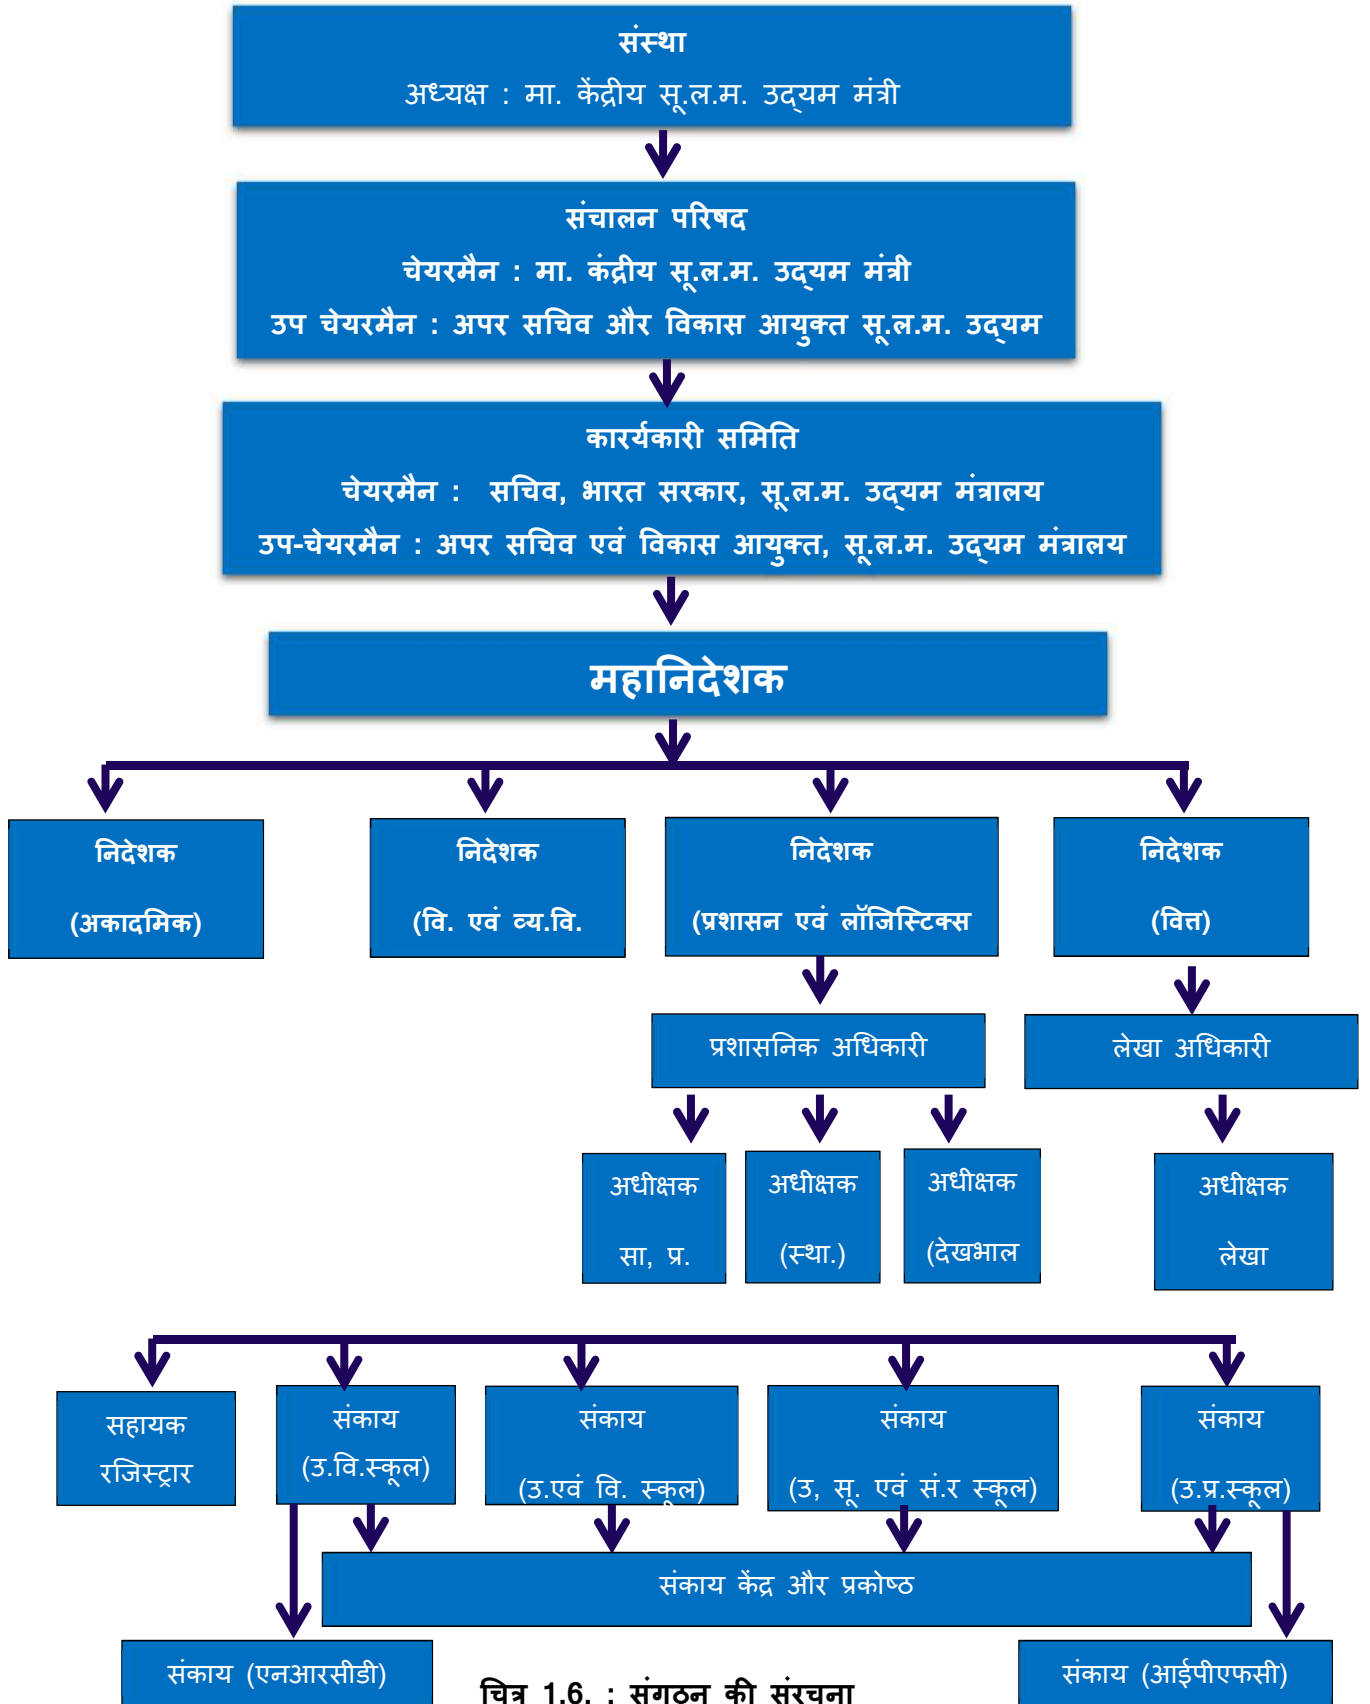 संस्था
अध्यक्ष : मा. केंद्रीय सू.ल.म. उद्यम मंत्री
संचालन परिषद
चेयरमैन : मा. कंद्रीय सू.ल.म. उद्यम मंत्री
उप चेयरमैन : अपर सचिव और विकास आयुक्त सू.ल.म. उद्यम
कारर्यकारी समिति
चेयरमैन : सचिव, भारत सरकार, सू.ल.म. उद्यम मंत्रालय
उप-चेयरमैन : अपर सचिव एवं विकास आयुक्त, सू.ल.म. उद्यम मंत्रालय
महानिदेशक
निदेशक
(अकादमिक)
निदेशक
(वि. एवं व्य.वि.
निदेशक
(प्रशासन एवं लॉजिस्टिक्स
निदेशक
(वित्त)
प्रशासनिक अधिकारी
लेखा अधिकारी
अधीक्षक
सा, प्र.
अधीक्षक
(स्था.)
अधीक्षक
(देखभाल
अधीक्षक
लेखा
सहायक
रजिस्ट्रार
संकाय
(उ.वि.स्कूल)
संकाय
(उ.एवं वि. स्कूल)
संकाय
(उ, सू. एवं सं.र स्कूल)
संकाय
(उ.प्र.स्कूल)
संकाय केंद्र और प्रकोष्ठ
संकाय (एनआरसीडी)
संकाय (आईपीएफसी)
चित्र 1.6. : संगठन की संरचना